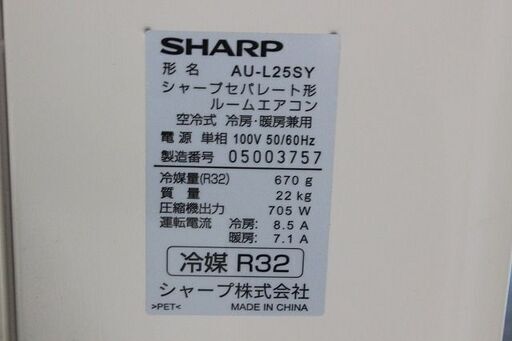 SHARP
形名 AU-L25SY
シャープセパレート形
ルームエアコン
空冷式 冷房・暖房兼用
電源 単相 100V 50/60Hz
製造番号 05003757
冷媒量(R32) 670 g
質量 22 kg
圧縮機出力 705 W
運転電流 冷房: 8.5 A
暖房: 7.1 A
冷媒 R32
シャープ株式会社
>PET< MADE IN CHINA